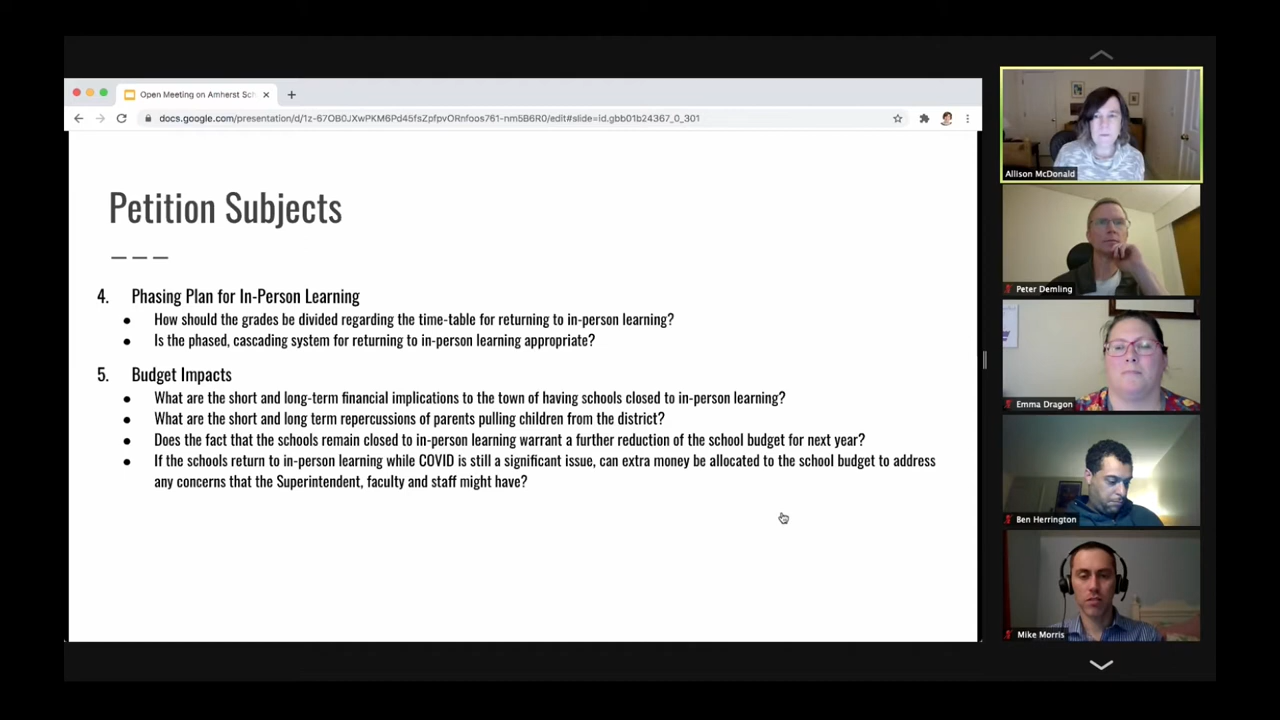 Open Meeting on Amherst Sch
docs.google.com/presentation/d/1z-67OB0JXwPKM6Pd45fsZpfpvORnfoos761-nm5B6R0/edit#slide=id.gbb01b24367_0_301
Petition Subjects
4. Phasing Plan for In-Person Learning
● How should the grades be divided regarding the time-table for returning to in-person learning?
● Is the phased, cascading system for returning to in-person learning appropriate?
5. Budget Impacts
● What are the short and long-term financial implications to the town of having schools closed to in-person learning?
● What are the short and long term repercussions of parents pulling children from the district?
● Does the fact that the schools remain closed to in-person learning warrant a further reduction of the school budget for next year?
● If the schools return to in-person learning while COVID is still a significant issue, can extra money be allocated to the school budget to address
any concerns that the Superintendent, faculty and staff might have?
Allison McDonald
Peter Demling
Emma Dragon
Ben Herrington
Mike Morris